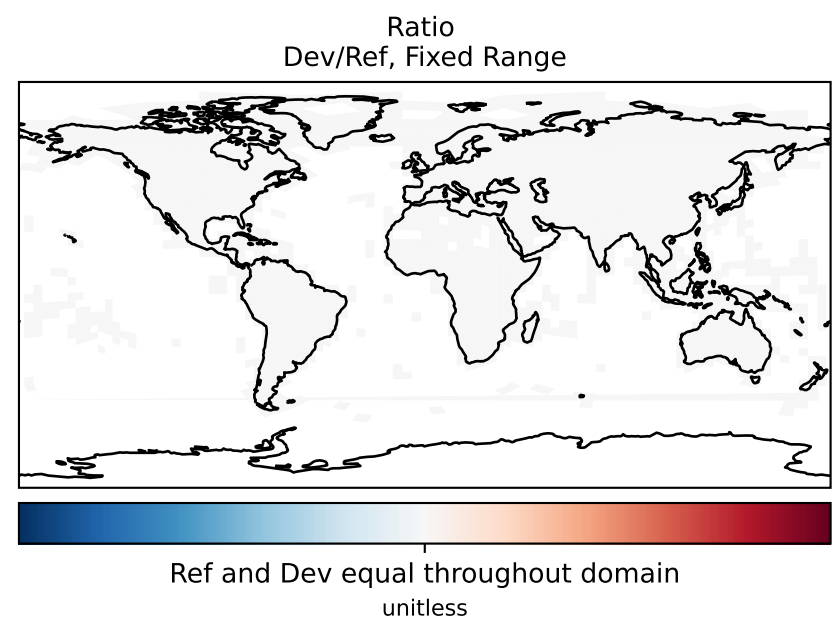 Ratio
Dev/Ref, Fixed Range
Ref and Dev equal throughout domain
unitless